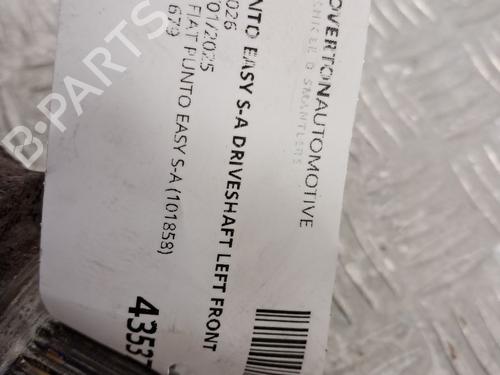 OVERTONAUTOMOTIVE
NTO EASY S-A DRIVESHAFT LEFT FRONT
026
01/2025
FIAT PUNTO EASY S-A (101858)
679
4353
B-PARTS